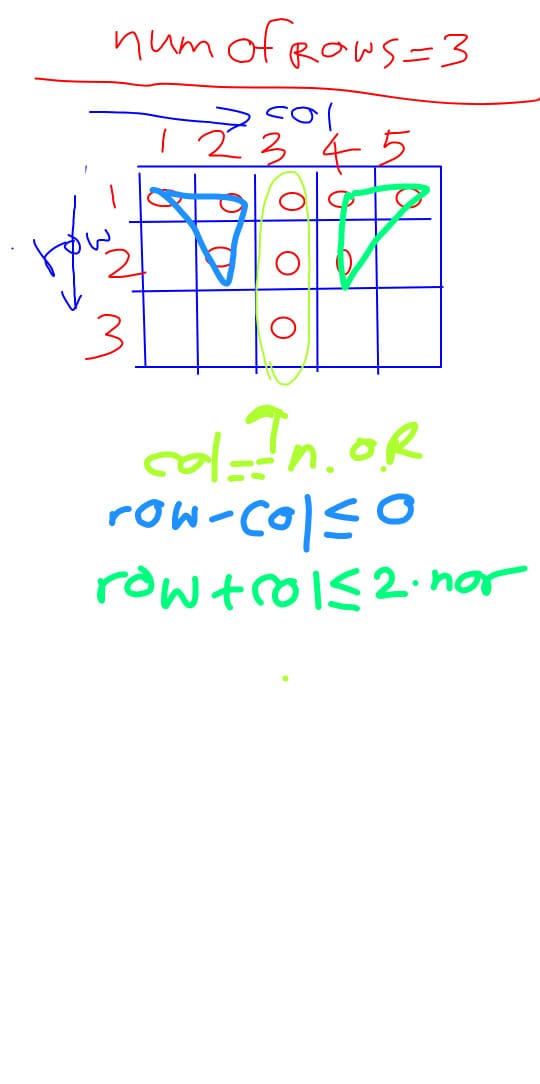 num of Rows = 3
col
1 2 3 4 5
1
row
2
3
col == n.oR
row-col ≤ 0
row+col ≤ 2.nor